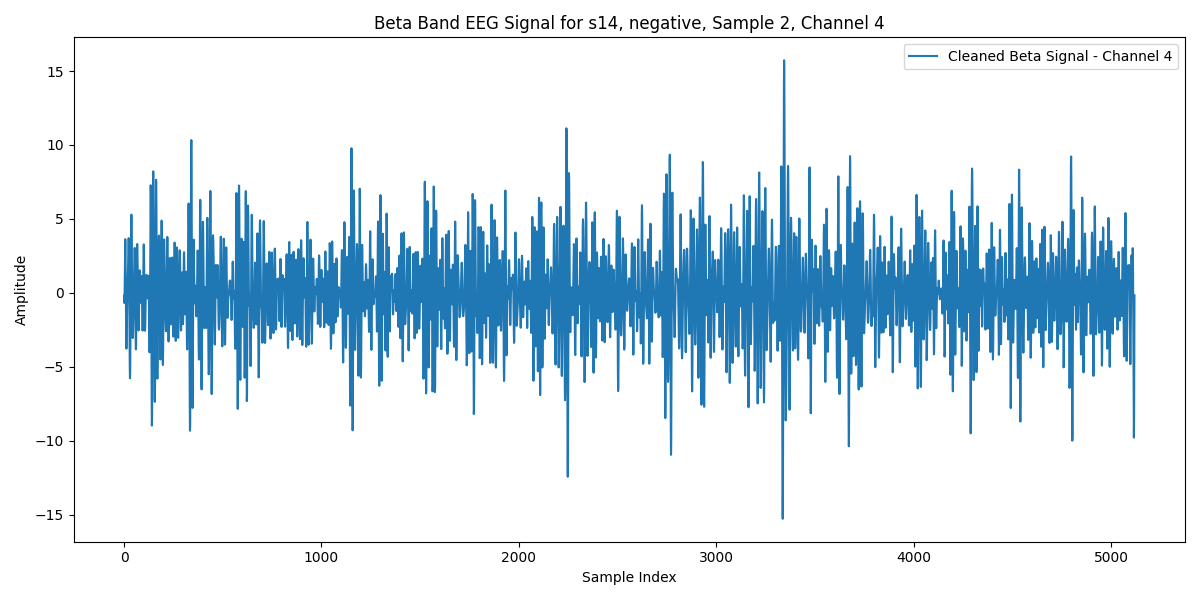 Beta Band EEG Signal for s14, negative, Sample 2, Channel 4
Cleaned Beta Signal - Channel 4
15
10
5
0
−5
−10
−15
Amplitude
0 1000 2000 3000 4000 5000
Sample Index